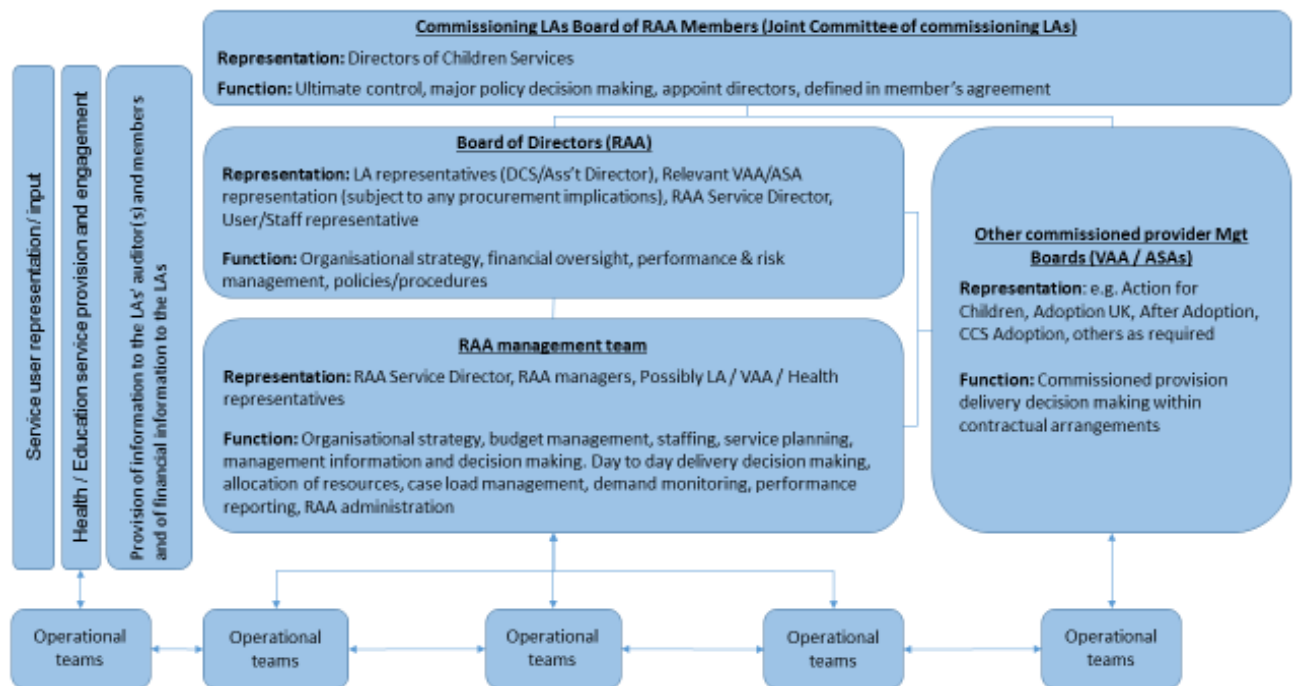 Commissioning LAs Board of RAA Members (Joint Committee of commissioning LAs)
Representation: Directors of Children Services
Function: Ultimate control, major policy decision making, appoint directors, defined in member's agreement
Service user representation / input
Health / Education service provision and engagement
Provision of information to the LAs' auditor(s) and members
and of financial information to the LAs
Board of Directors (RAA)
Representation: LA representatives (DCS/Ass't Director), Relevant VAA/ASA
representation (subject to any procurement implications), RAA Service Director,
User/Staff representative
Function: Organisational strategy, financial oversight, performance & risk
management, policies/procedures
RAA management team
Representation: RAA Service Director, RAA managers, Possibly LA / VAA / Health
representatives
Function: Organisational strategy, budget management, staffing, service planning,
management information and decision making. Day to day delivery decision making,
allocation of resources, case load management, demand monitoring, performance
reporting, RAA administration
Other commissioned provider Mgt
Boards (VAA / ASAs)
Representation: e.g. Action for
Children, Adoption UK, After Adoption,
CCS Adoption, others as required
Function: Commissioned provision
delivery decision making within
contractual arrangements
Operational
teams
Operational
teams
Operational
teams
Operational
teams
Operational
teams